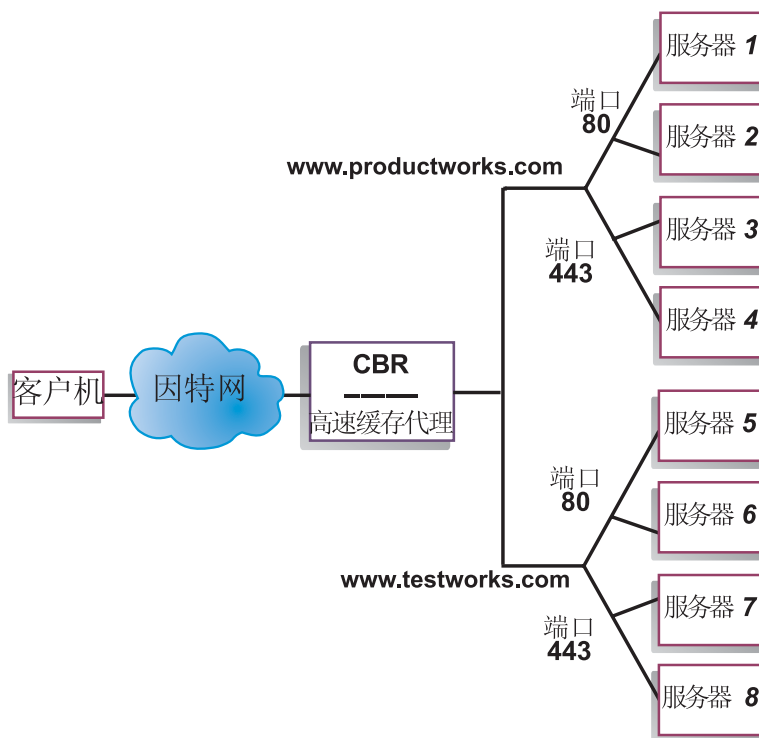 服务器 1
端口
80
服务器 2
www.productworks.com
服务器 3
端口
443
服务器 4
客户机
因特网
CBR
高速缓存代理
服务器 5
端口
80
服务器 6
www.testworks.com
服务器 7
端口
443
服务器 8